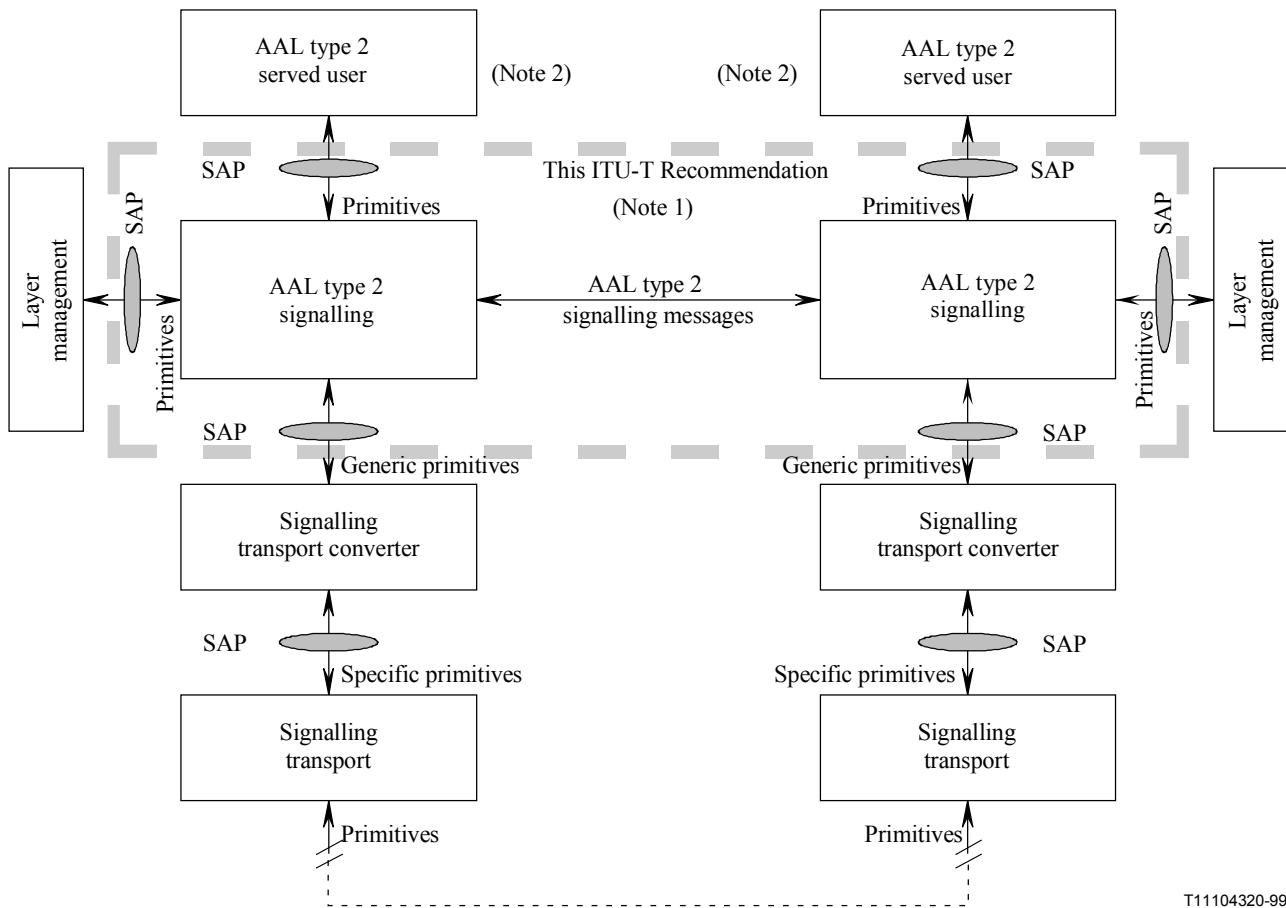 AAL type 2
served user
(Note 2)
(Note 2)
AAL type 2
served user
SAP
This ITU-T Recommendation
SAP
Primitives
(Note 1)
Primitives
Layer
management
SAP
Primitives
AAL type 2
signalling
AAL type 2
signalling messages
AAL type 2
signalling
SAP
Primitives
Layer
management
SAP
SAP
Generic primitives
Generic primitives
Signalling
transport converter
Signalling
transport converter
SAP
SAP
Specific primitives
Specific primitives
Signalling
transport
Signalling
transport
Primitives
Primitives
T11104320-99